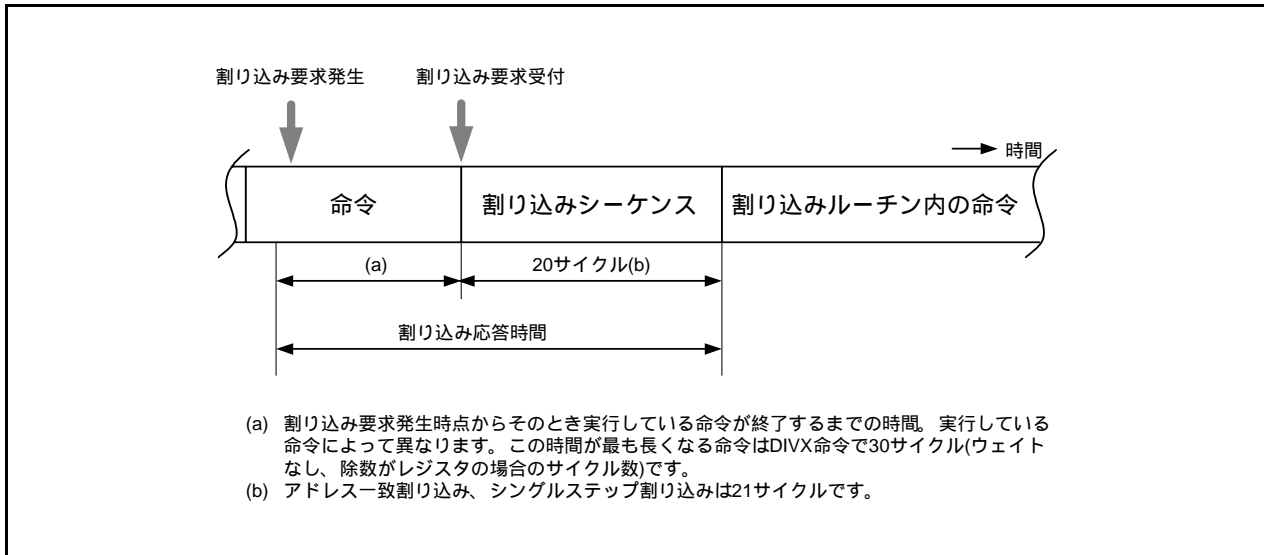 割り込み要求発生
割り込み要求受付
時間
命令
割り込みシーケンス
割り込みルーチン内の命令
(a)
20サイクル(b)
割り込み応答時間
(a) 割り込み要求発生時点からそのとき実行している命令が終了するまでの時間。実行している
命令によって異なります。この時間が最も長くなる命令はDIVX命令で30サイクル(ウェイト
なし、除数がレジスタの場合のサイクル数)です。
(b) アドレス一致割り込み、シングルステップ割り込みは21サイクルです。